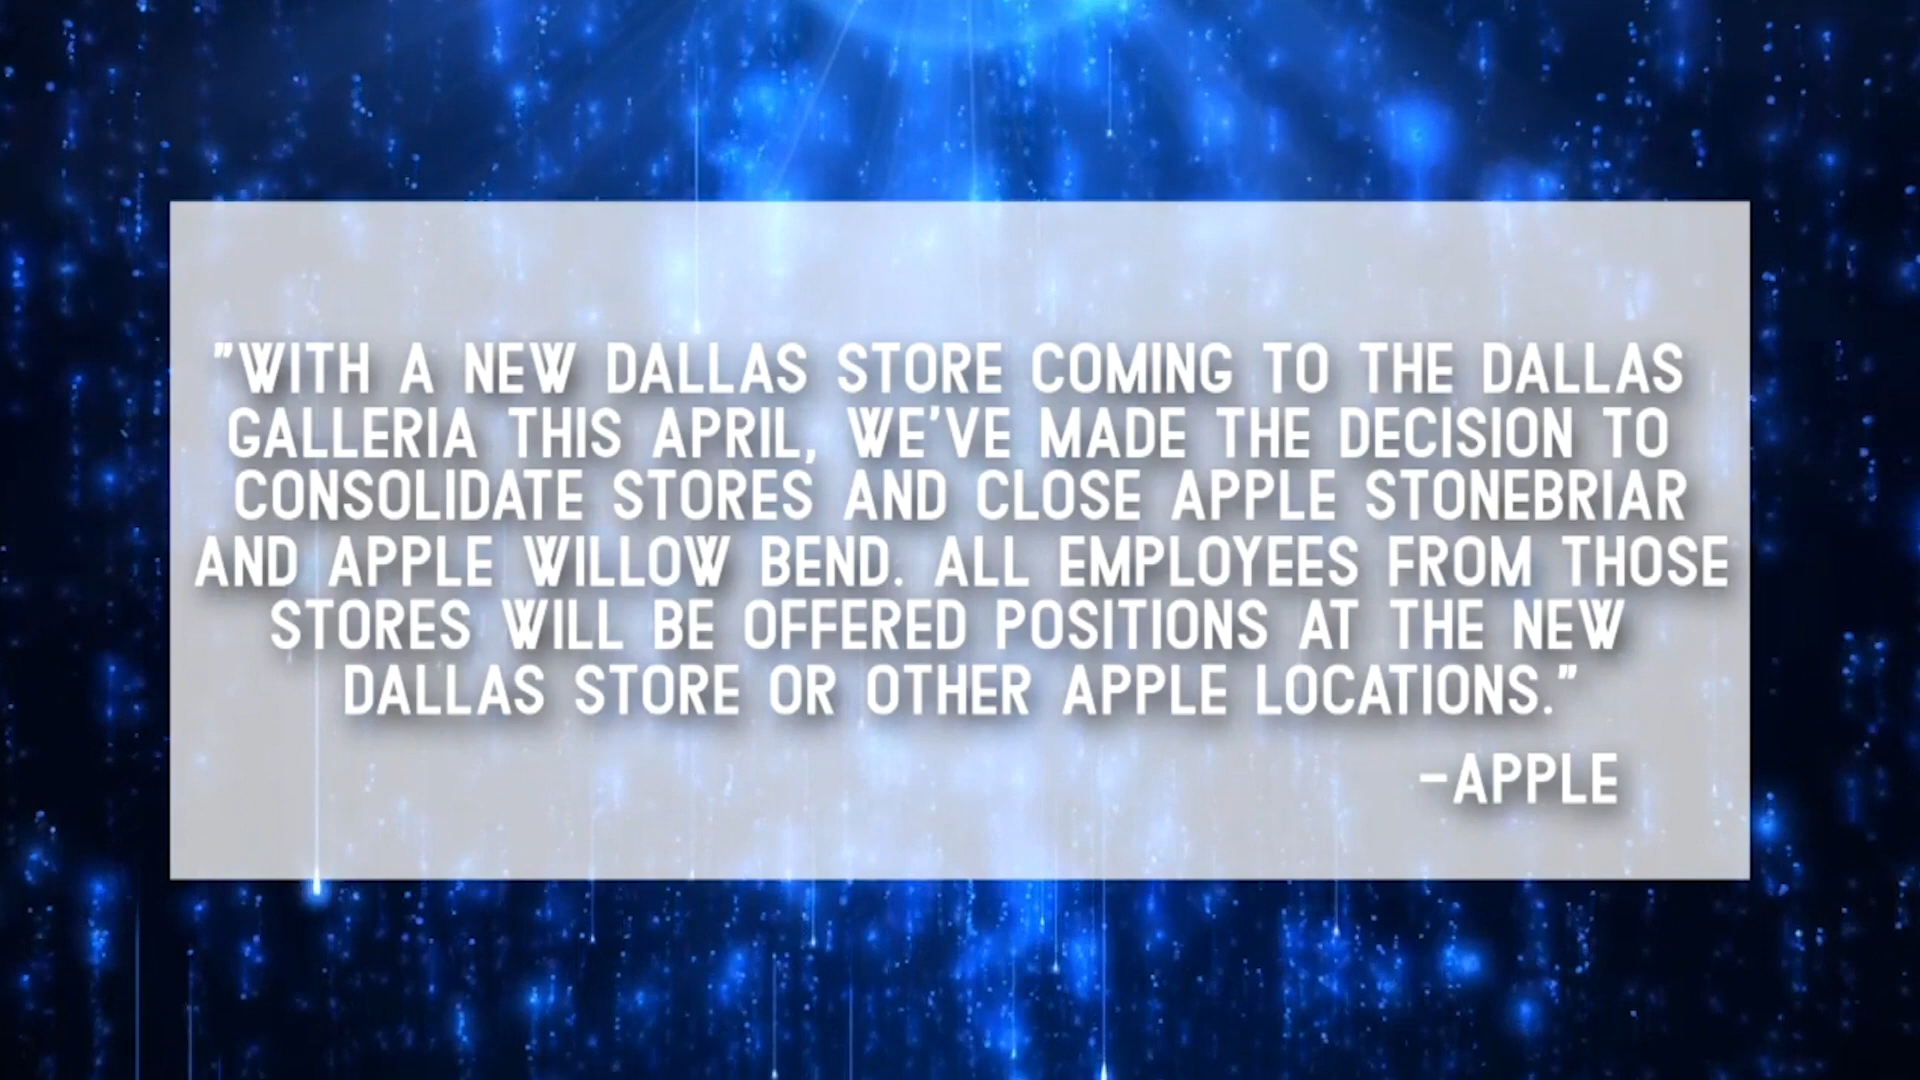 "WITH A NEW DALLAS STORE COMING TO THE DALLAS
GALLERIA THIS APRIL, WE'VE MADE THE DECISION TO
CONSOLIDATE STORES AND CLOSE APPLE STONEBRIAR
AND APPLE WILLOW BEND. ALL EMPLOYEES FROM THOSE
STORES WILL BE OFFERED POSITIONS AT THE NEW
DALLAS STORE OR OTHER APPLE LOCATIONS."
-APPLE